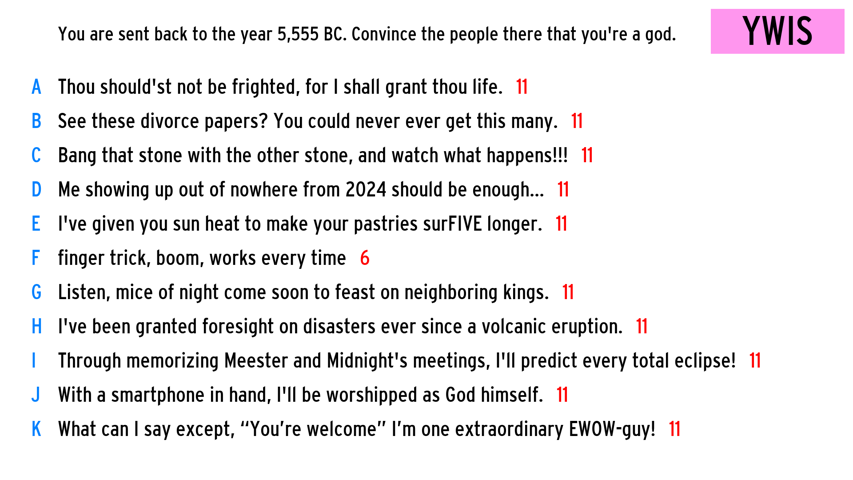 You are sent back to the year 5,555 BC. Convince the people there that you're a god.
YWIS
A Thou should'st not be frighted, for I shall grant thou life. 11
B See these divorce papers? You could never ever get this many. 11
C Bang that stone with the other stone, and watch what happens!!! 11
D Me showing up out of nowhere from 2024 should be enough... 11
E I've given you sun heat to make your pastries surFIVE longer. 11
F finger trick, boom, works every time 6
G Listen, mice of night come soon to feast on neighboring kings. 11
H I've been granted foresight on disasters ever since a volcanic eruption. 11
I Through memorizing Meester and Midnight's meetings, I'll predict every total eclipse! 11
J With a smartphone in hand, I'll be worshipped as God himself. 11
K What can I say except, “You’re welcome” I’m one extraordinary EWOW-guy! 11